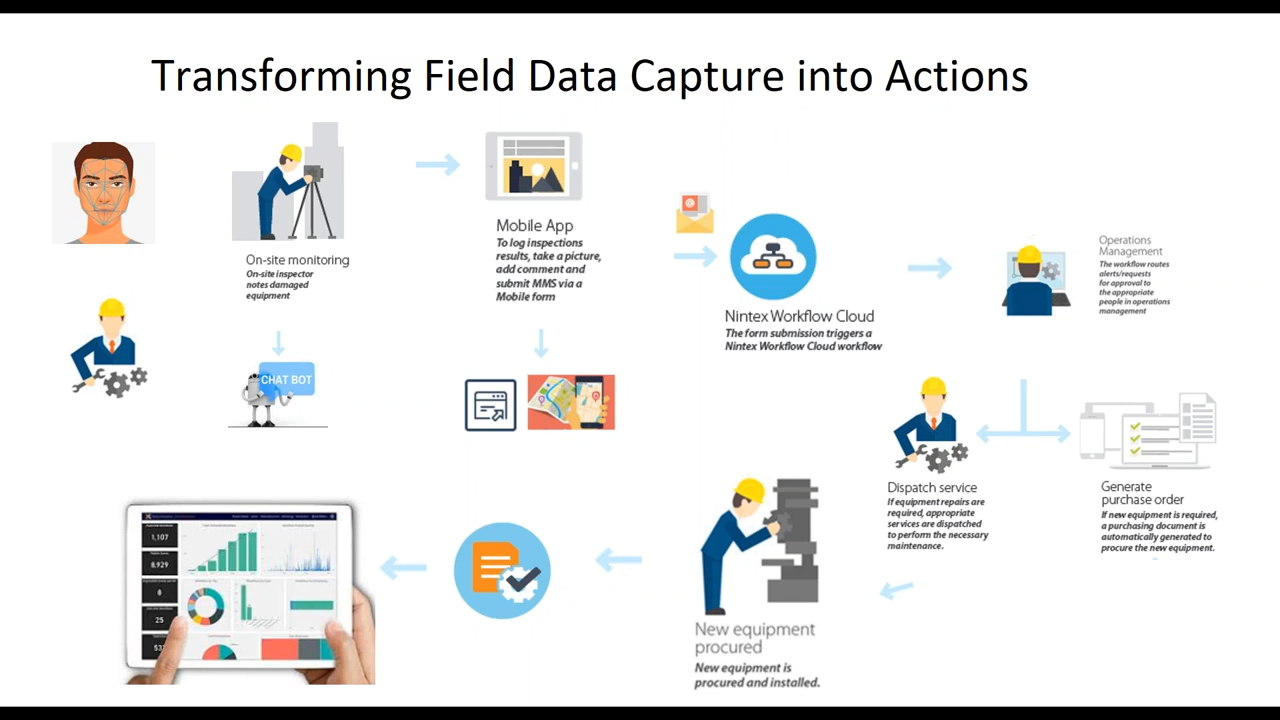 Transforming Field Data Capture into Actions
On-site monitoring
On-site inspector
notes damaged
equipment
CHAT BOT
Mobile App
To log inspections
results, take a picture,
add comment and
submit MMS via a
Mobile form
Nintex Workflow Cloud
The form submission triggers a
Nintex Workflow Cloud workflow
Operations
Management
The workflow routes
alerts/requests
for approval to
the appropriate
people in operations
management
Dispatch service
If equipment repairs are
required, appropriate
services are dispatched
to perform the necessary
maintenance.
Generate
purchase order
If new equipment is required,
a purchasing document is
automatically generated to
procure the new equipment.
New equipment
procured
New equipment is
procured and installed.
1,107
8,929
8
25